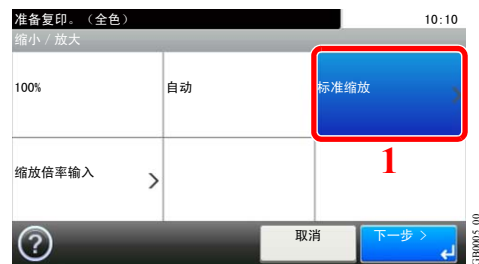 准备复印。（全色） 10:10
缩小 / 放大
100% 自动 标准缩放
缩放倍率输入 1
取消 下一步 >
GB0005_00